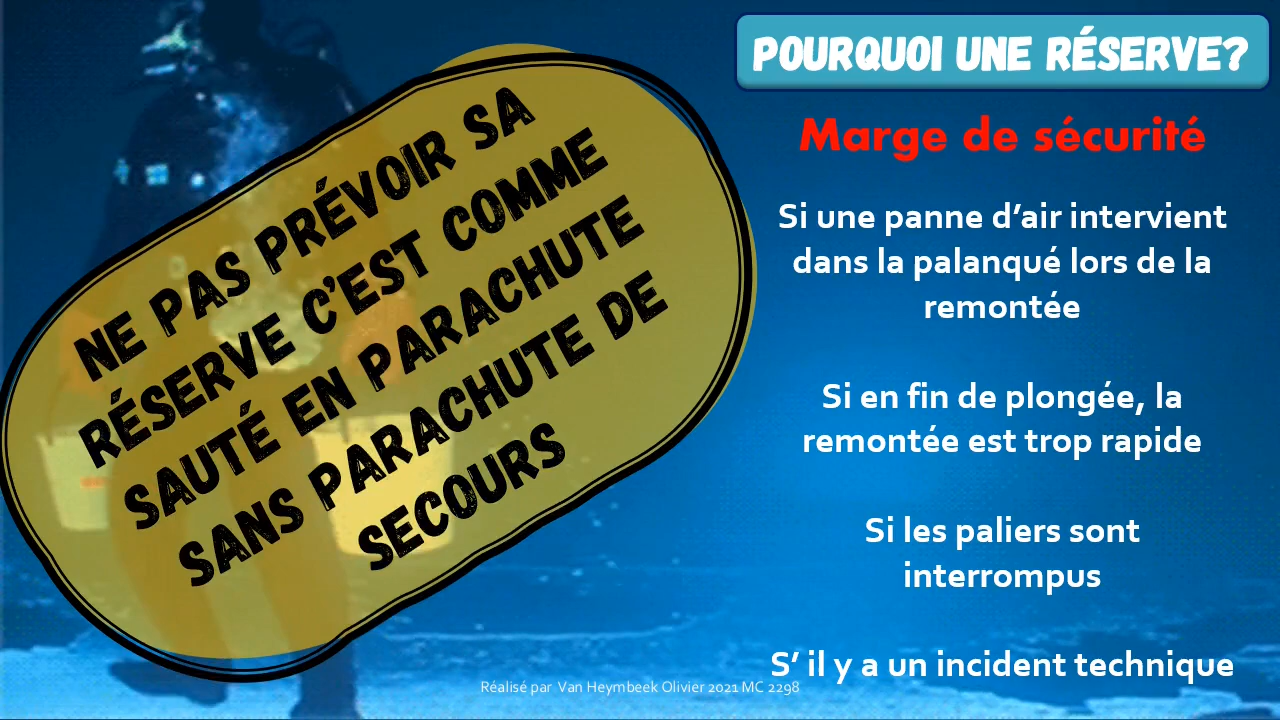 POURQUOI UNE RÉSERVE?
Marge de sécurité
NE PAS PRÉVOIR SA
RÉSERVE C'EST COMME
SAUTÉ EN PARACHUTE
SANS PARACHUTE DE
SECOURS
Si une panne d’air intervient
dans la palanqué lors de la
remontée
Si en fin de plongée, la
remontée est trop rapide
Si les paliers sont
interrompus
S’ il y a un incident technique
Réalisé par Van Heymbeek Olivier 2021 MC 2298